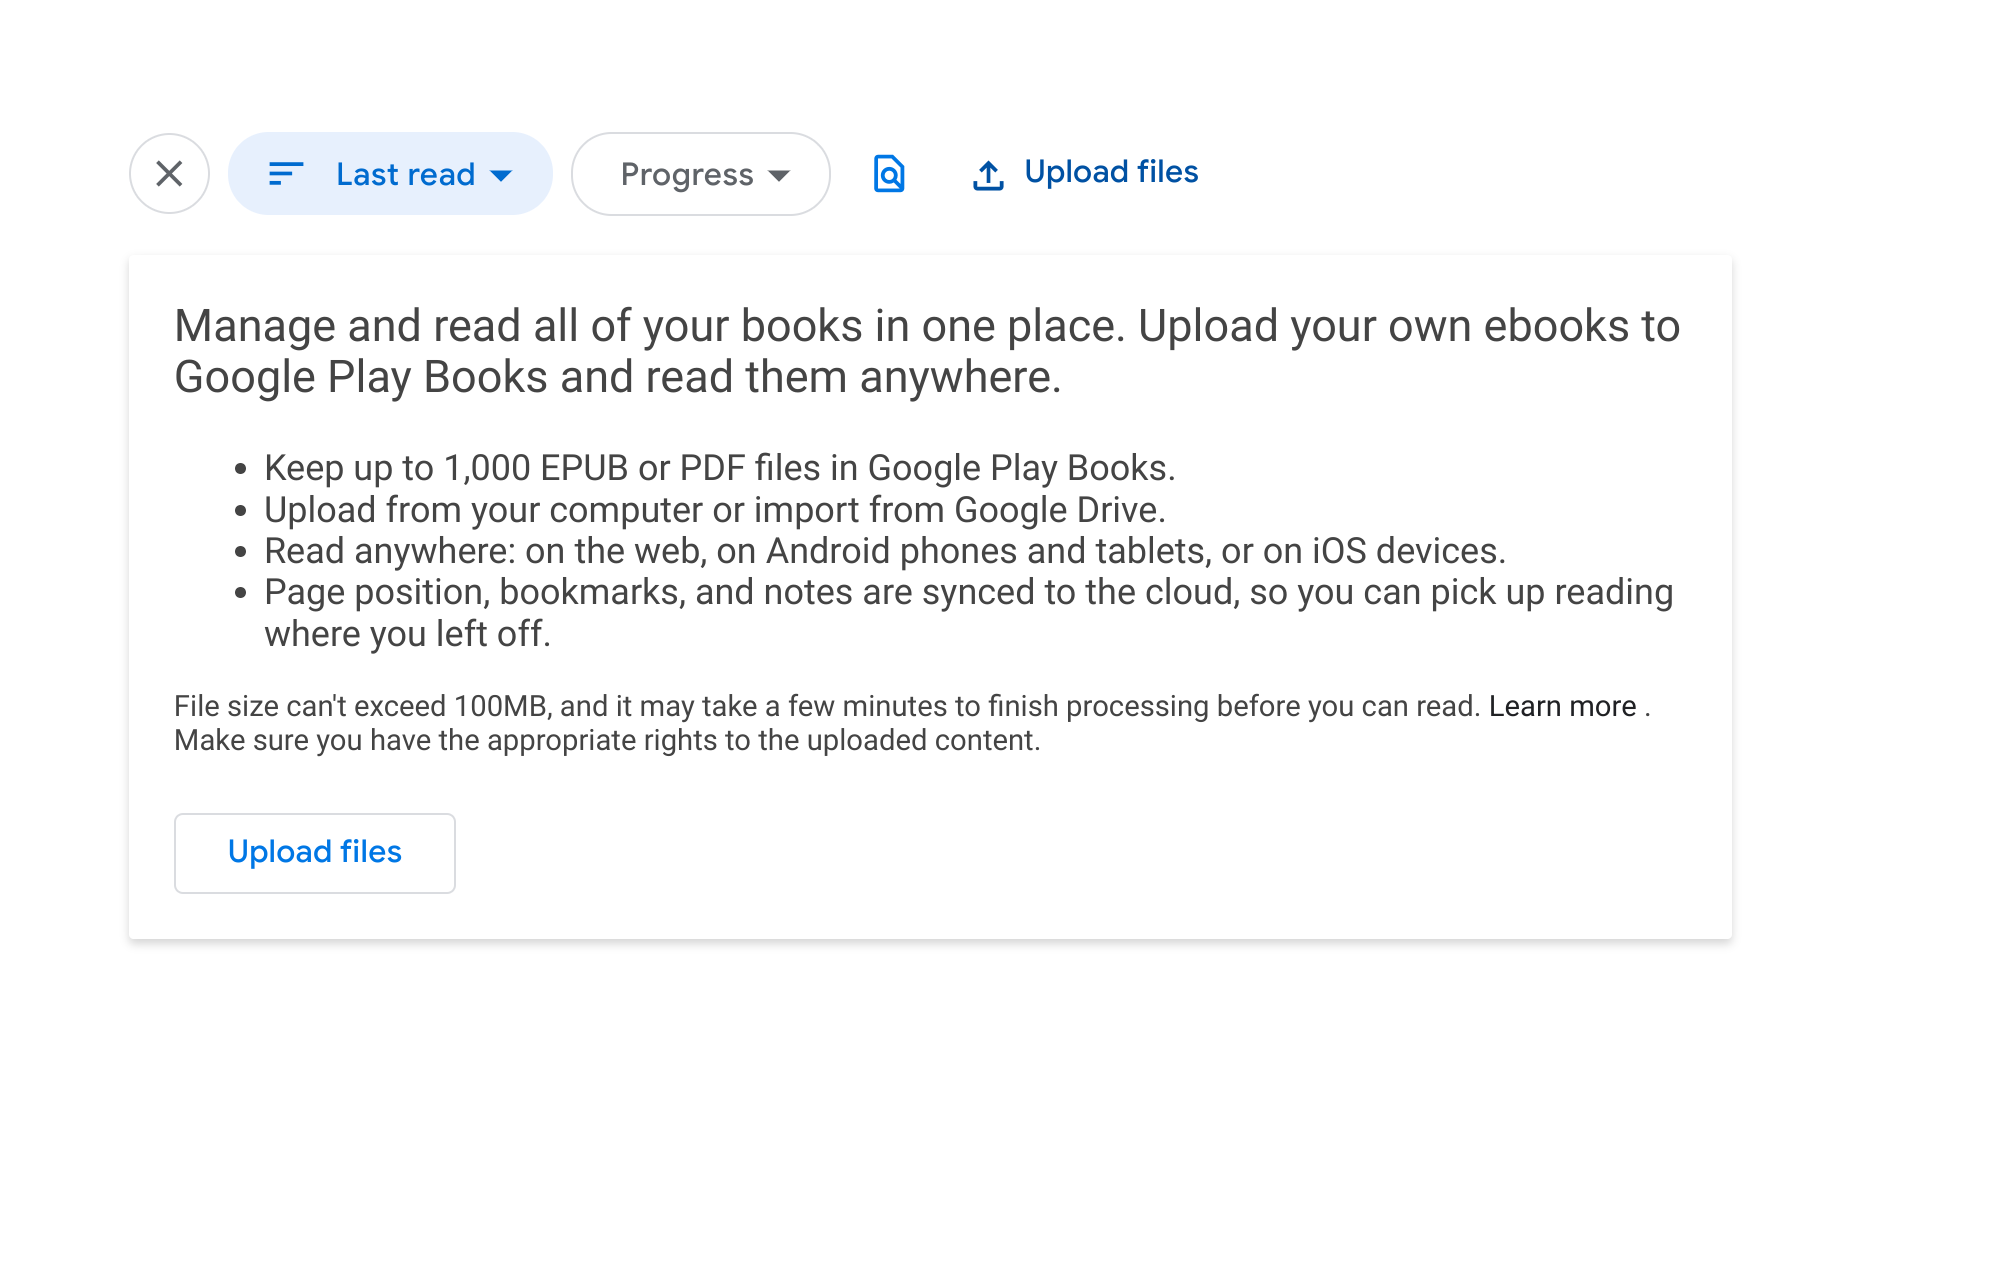 Last read Progress Upload files
Manage and read all of your books in one place. Upload your own ebooks to
Google Play Books and read them anywhere.
• Keep up to 1,000 EPUB or PDF files in Google Play Books.
• Upload from your computer or import from Google Drive.
• Read anywhere: on the web, on Android phones and tablets, or on iOS devices.
• Page position, bookmarks, and notes are synced to the cloud, so you can pick up reading
where you left off.
File size can't exceed 100MB, and it may take a few minutes to finish processing before you can read. Learn more .
Make sure you have the appropriate rights to the uploaded content.
Upload files